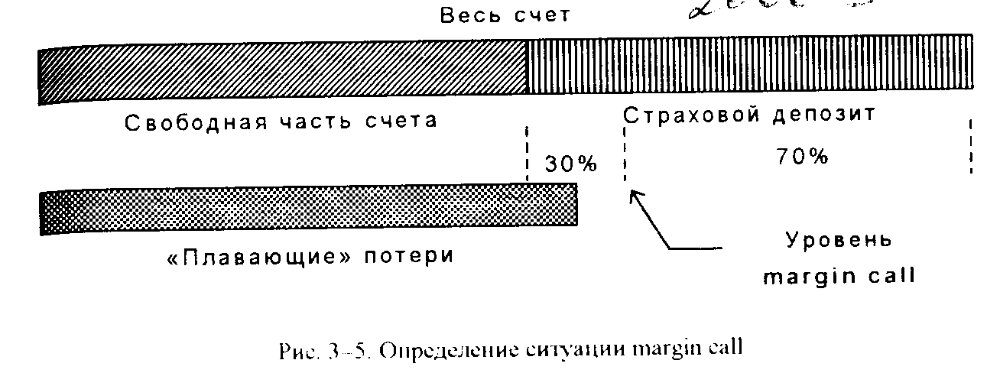 Весь счет
Свободная часть счета
Страховой депозит
30%
70%
«Плавающие» потери
Уровень
margin call
Рис. 3–5. Определение ситуации margin call